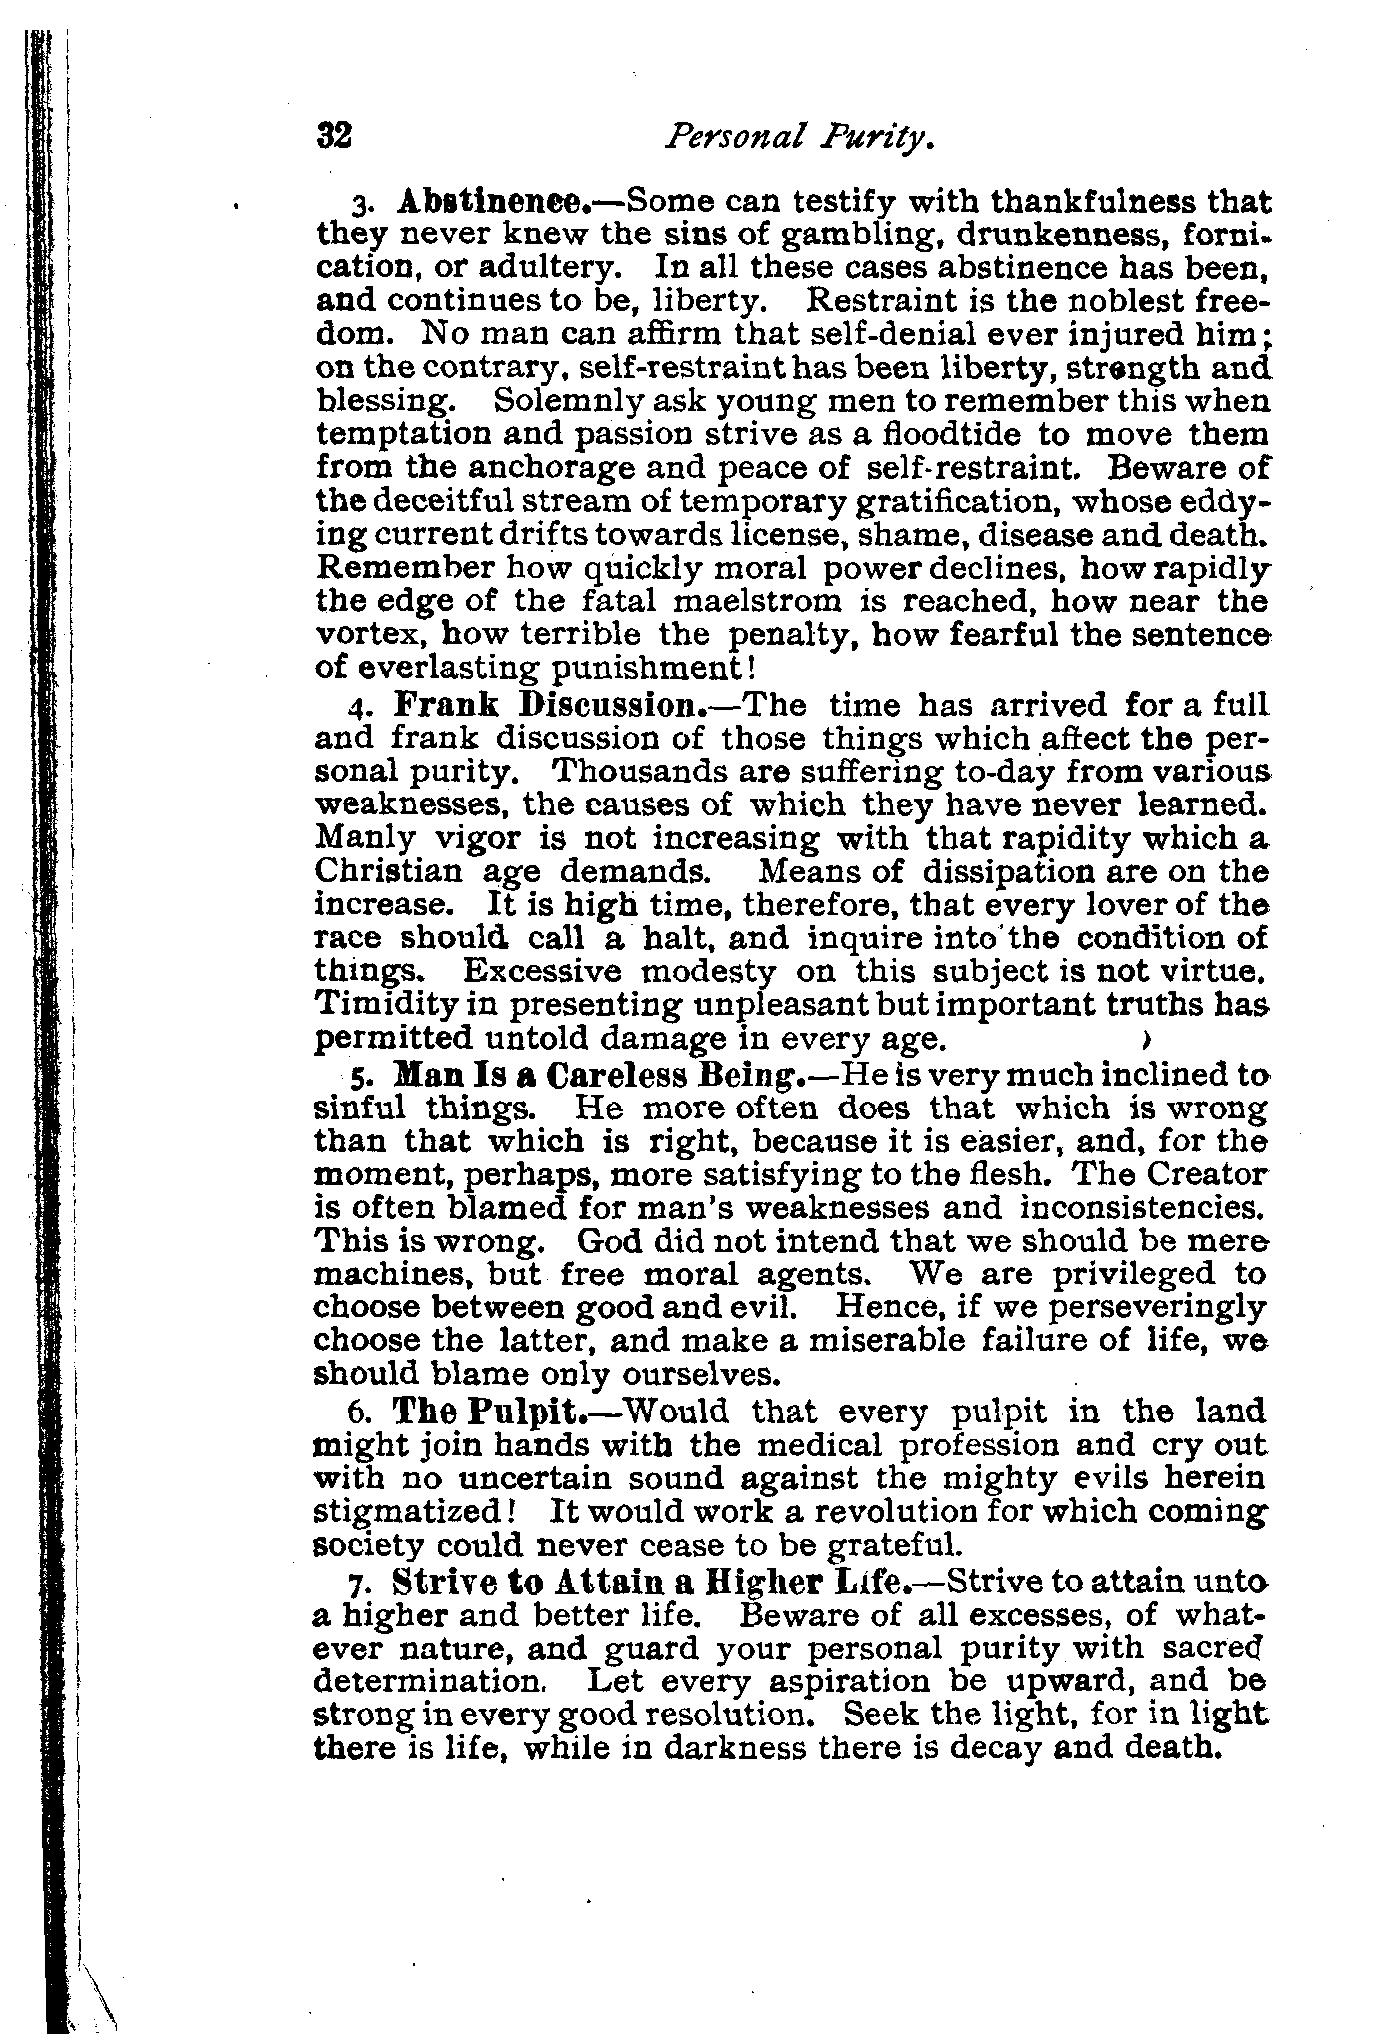 32 Personal Purity.
3. Abstinence.—Some can testify with thankfulness that
they never knew the sins of gambling, drunkenness, forni-
cation, or adultery. In all these cases abstinence has been,
and continues to be, liberty. Restraint is the noblest free-
dom. No man can affirm that self-denial ever injured him;
on the contrary, self-restraint has been liberty, strength and
blessing. Solemnly ask young men to remember this when
temptation and passion strive as a floodtide to move them
from the anchorage and peace of self-restraint. Beware of
the deceitful stream of temporary gratification, whose eddy-
ing current drifts towards license, shame, disease and death.
Remember how quickly moral power declines, how rapidly
the edge of the fatal maelstrom is reached, how near the
vortex, how terrible the penalty, how fearful the sentence
of everlasting punishment!
4. Frank Discussion.—The time has arrived for a full
and frank discussion of those things which affect the per-
sonal purity. Thousands are suffering to-day from various
weaknesses, the causes of which they have never learned.
Manly vigor is not increasing with that rapidity which a
Christian age demands. Means of dissipation are on the
increase. It is high time, therefore, that every lover of the
race should call a halt, and inquire into the condition of
things. Excessive modesty on this subject is not virtue.
Timidity in presenting unpleasant but important truths has
permitted untold damage in every age.
5. Man Is a Careless Being.—He is very much inclined to
sinful things. He more often does that which is wrong
than that which is right, because it is easier, and, for the
moment, perhaps, more satisfying to the flesh. The Creator
is often blamed for man's weaknesses and inconsistencies.
This is wrong. God did not intend that we should be mere
machines, but free moral agents. We are privileged to
choose between good and evil. Hence, if we perseveringly
choose the latter, and make a miserable failure of life, we
should blame only ourselves.
6. The Pulpit.—Would that every pulpit in the land
might join hands with the medical profession and cry out
with no uncertain sound against the mighty evils herein
stigmatized! It would work a revolution for which coming
society could never cease to be grateful.
7. Strive to Attain a Higher Life.—Strive to attain unto
a higher and better life. Beware of all excesses, of what-
ever nature, and guard your personal purity with sacred
determination. Let every aspiration be upward, and be
strong in every good resolution. Seek the light, for in light
there is life, while in darkness there is decay and death.